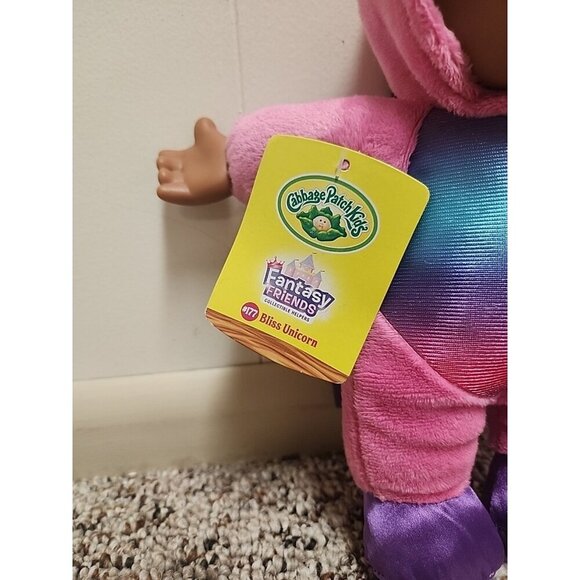 Cabbage Patch Kids
Fantasy
FRIENDS
COLLECTIBLE HELPERS
#177 Bliss Unicorn